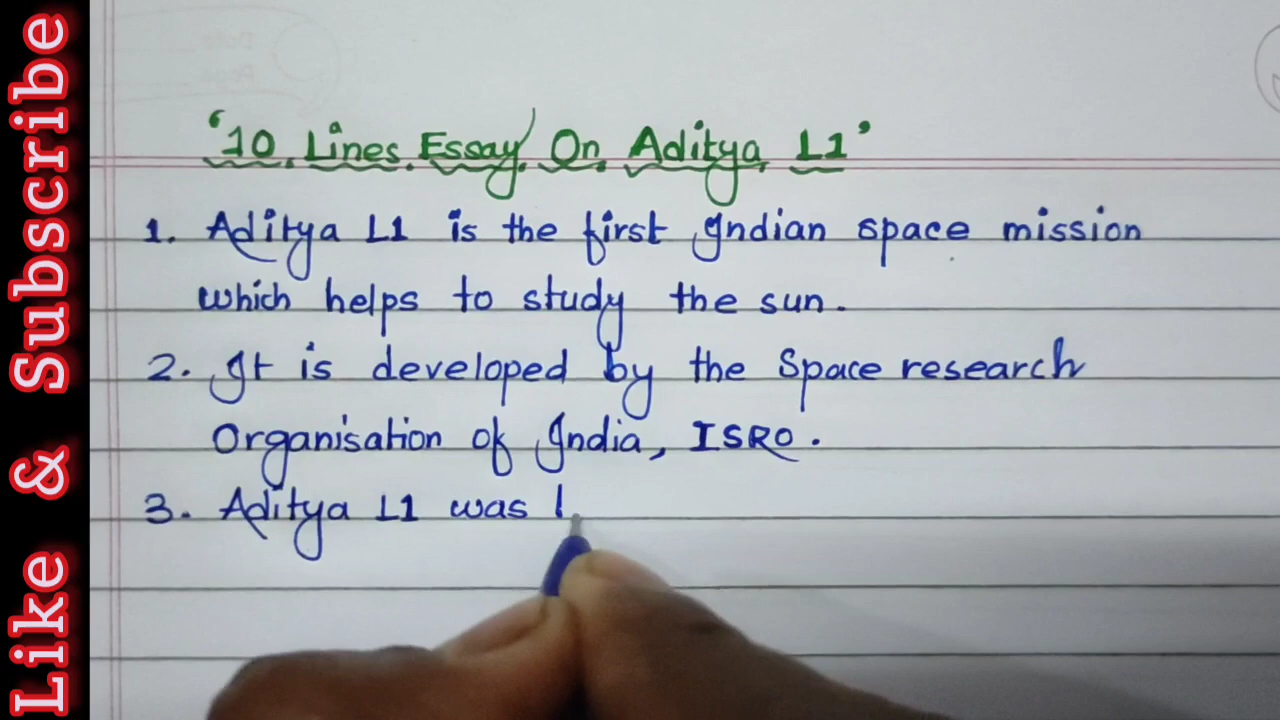 Like & Subscribe
'10 Lines Essay On Aditya L1'
1. Aditya L1 is the first Indian space mission
which helps to study the sun.
2. It is developed by the Space research
Organisation of India, ISRO.
3. Aditya L1 was l